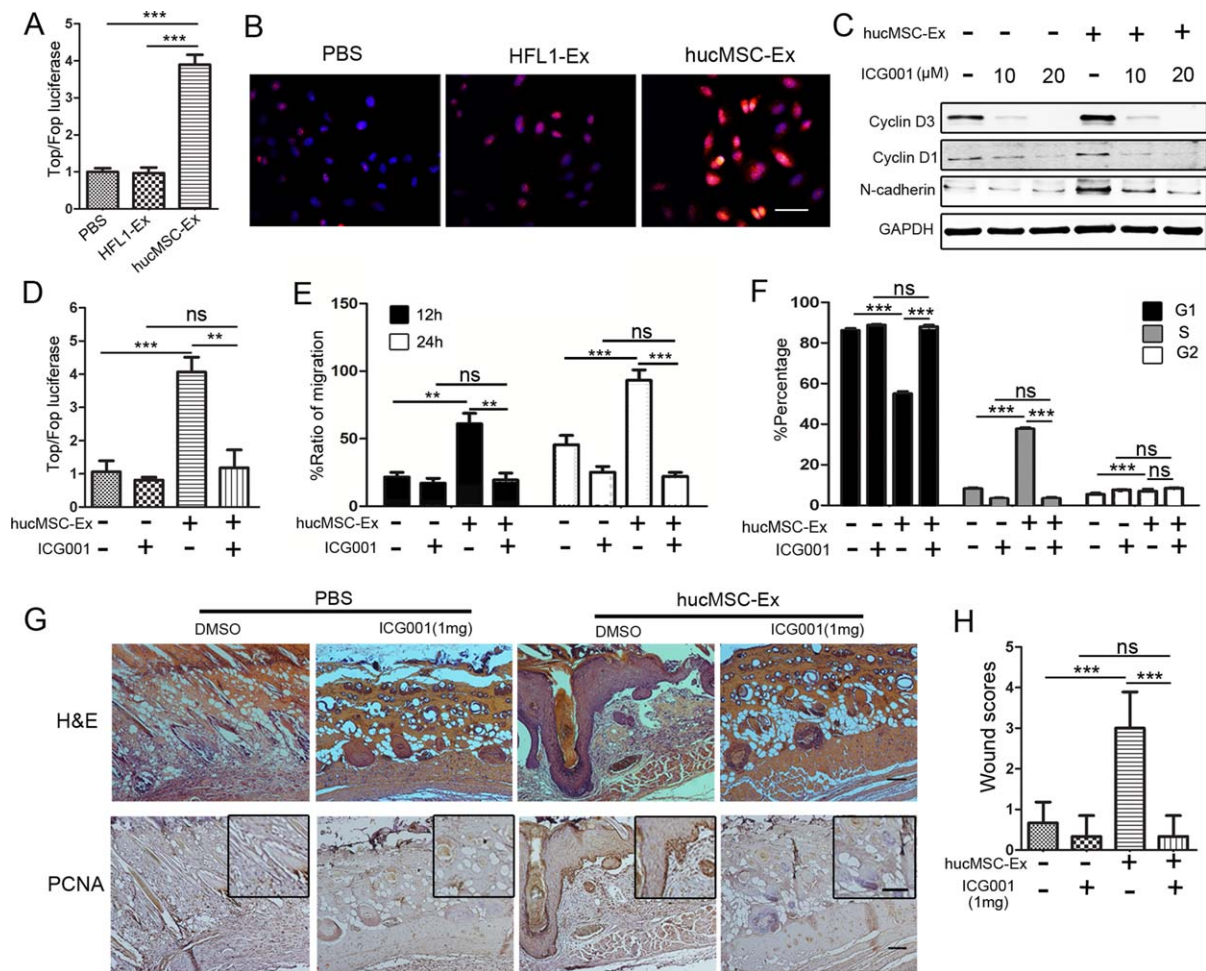 A
Top/Fop luciferase
5
4
3
2
1
0
PBS
HFL1-Ex
hucMSC-Ex
***
***
B
PBS
HFL1-Ex
hucMSC-Ex
C
hucMSC-Ex - - - + + +
ICG001 (μM) - 10 20 - 10 20
Cyclin D3
Cyclin D1
N-cadherin
GAPDH
D
Top/Fop luciferase
6
5
4
3
2
1
0
ns
*** **
hucMSC-Ex - - + +
ICG001 - + - +
E
%Ratio of migration
150
100
50
0
12h
24h
ns
** **
ns
*** ***
hucMSC-Ex - - + + - - + +
ICG001 - + - + - + - +
F
%Percentage
100
80
60
40
20
0
G1
S
G2
ns
*** ***
ns
*** ***
ns
*** ns
hucMSC-Ex - - + + - - + + - - + +
ICG001 - + - + - + - + - + - +
G
PBS hucMSC-Ex
DMSO ICG001(1mg) DMSO ICG001(1mg)
H&E
PCNA
H
Wound scores
5
4
3
2
1
0
ns
*** ***
hucMSC-Ex - - + +
ICG001 - + - +
(1mg)